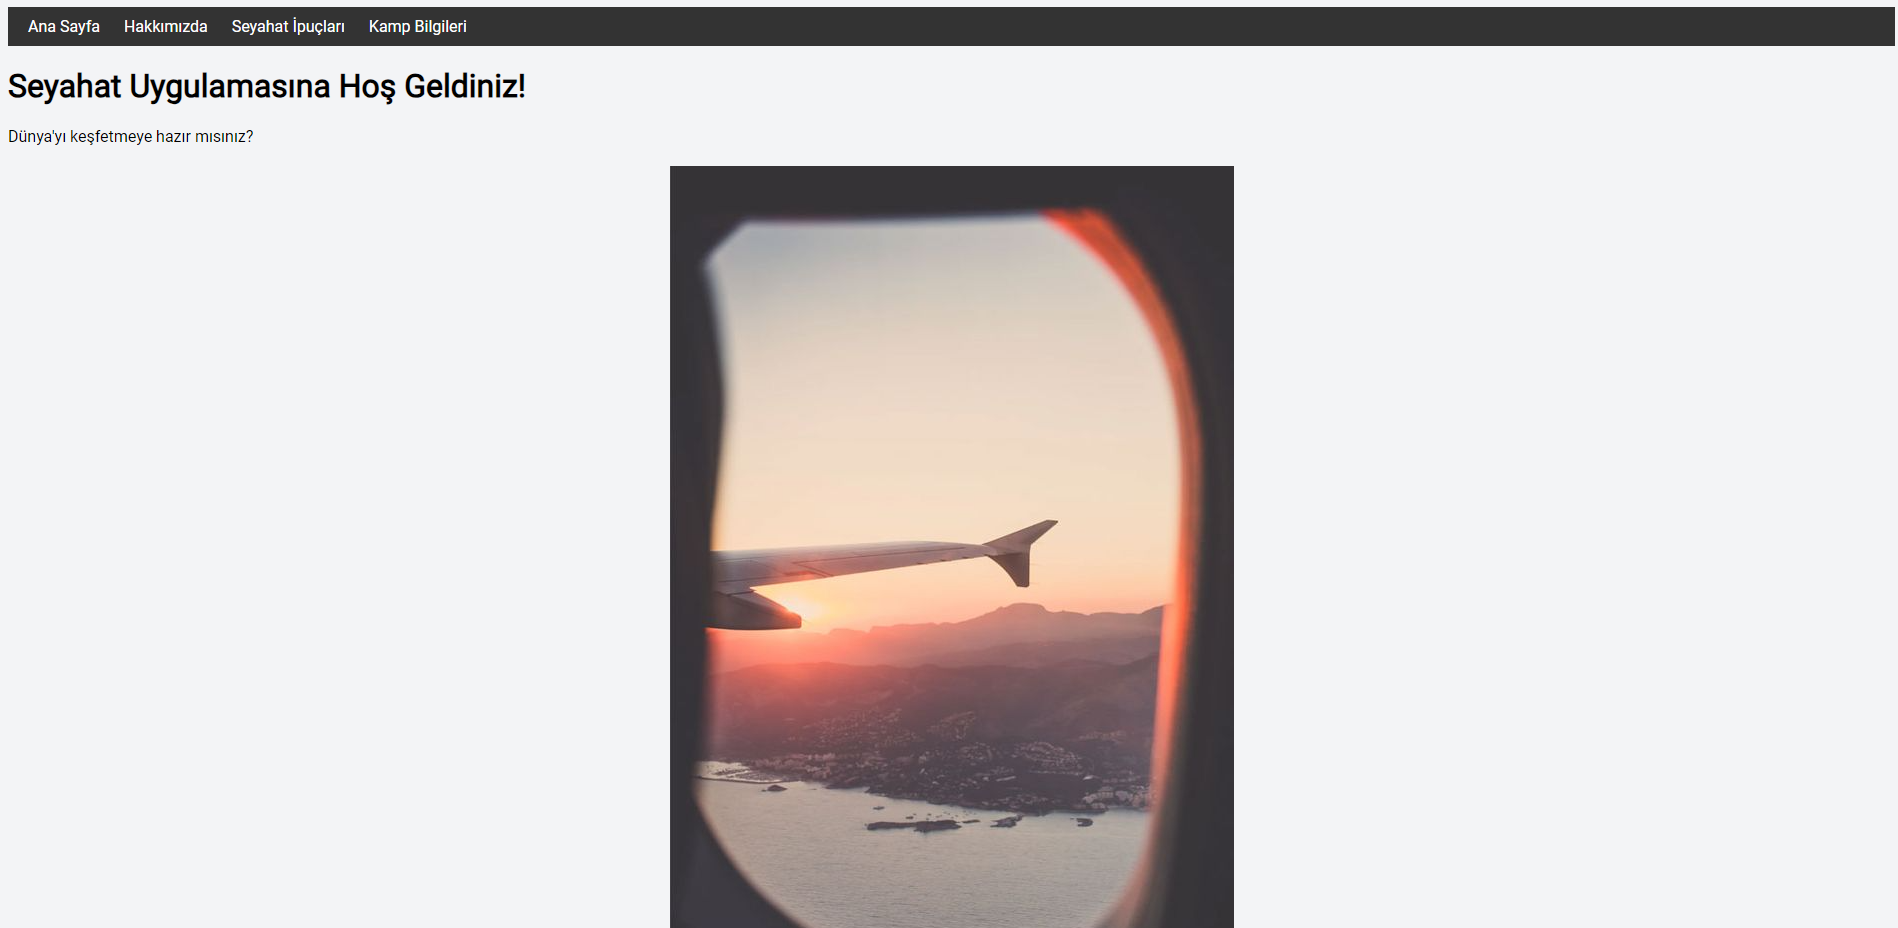 Ana Sayfa Hakkımızda Seyahat İpuçları Kamp Bilgileri
Seyahat Uygulamasına Hoş Geldiniz!
Dünya'yı keşfetmeye hazır mısınız?